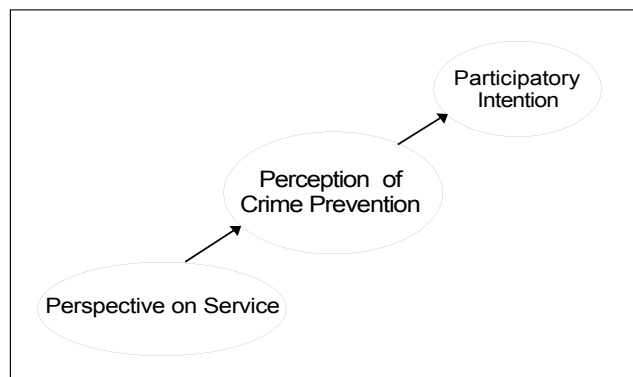 Participatory
Intention
Perception of
Crime Prevention
Perspective on Service